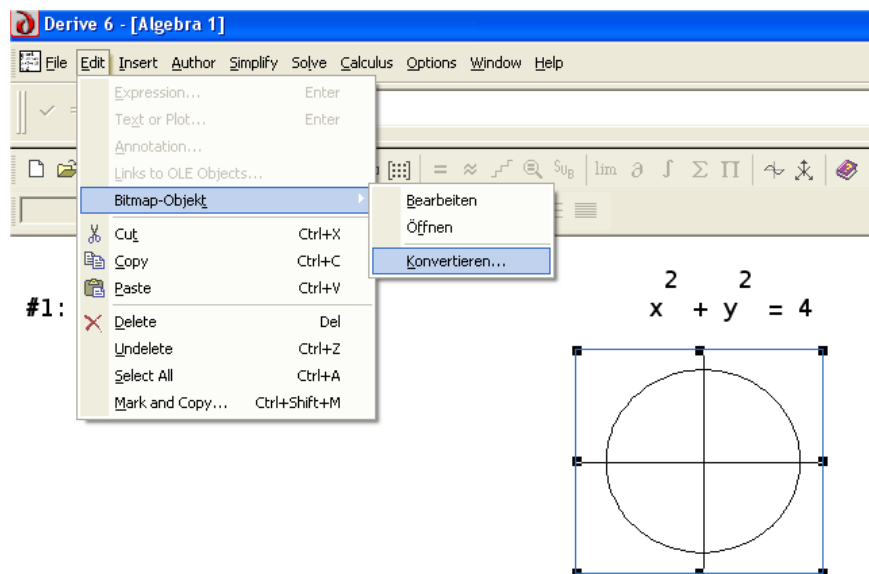 Derive 6 - [Algebra 1]
File Edit Insert Author Simplify Solve Calculus Options Window Help
Expression... Enter
Text or Plot... Enter
Annotation...
Links to OLE Objects...
= ≈ SUB lim ∂ ∫ Σ Π
Bitmap-Objekt
Bearbeiten
Öffnen
Konvertieren...
Cut Ctrl+X
Copy Ctrl+C
Paste Ctrl+V
Delete Del
Undelete Ctrl+Z
Select All Ctrl+A
Mark and Copy... Ctrl+Shift+M
#1: x² + y² = 4